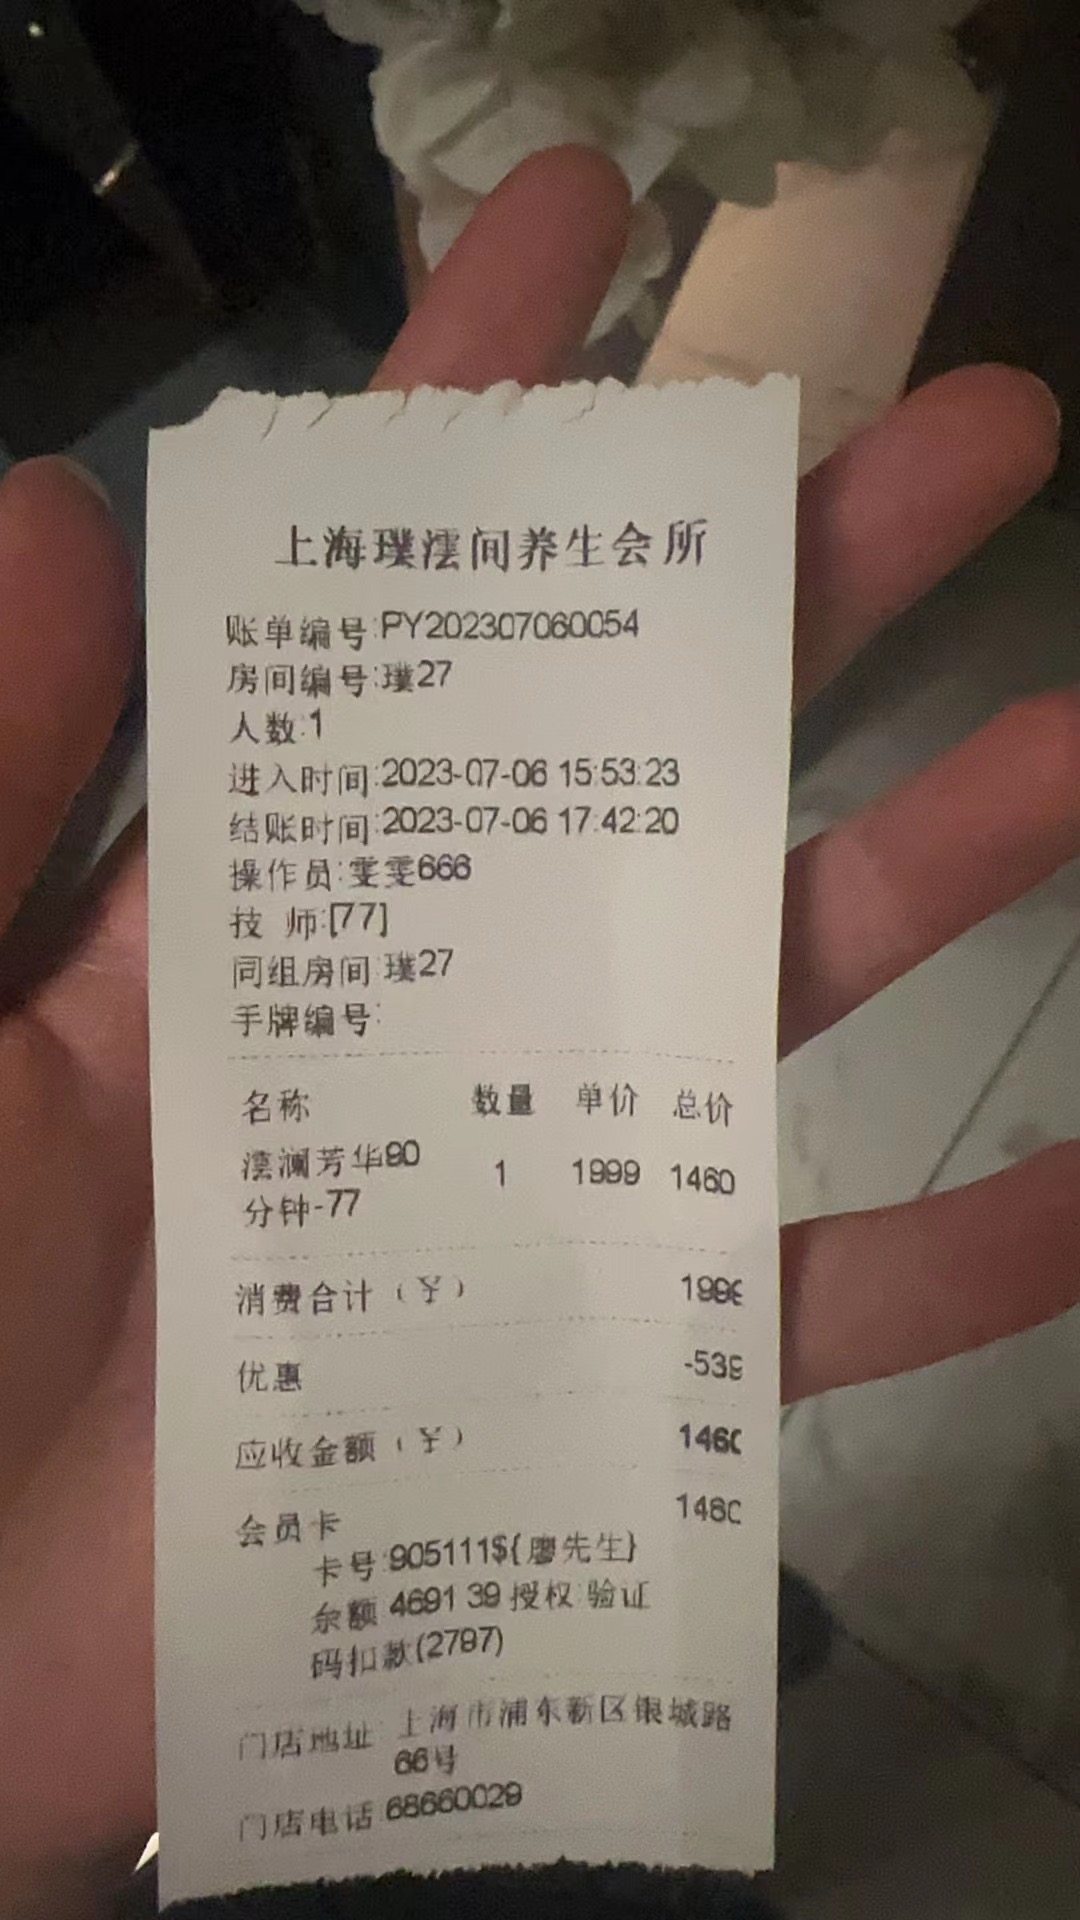 上海璞澐间养生会所
账单编号:PY202307060054
房间编号:璞27
人数:1
进入时间:2023-07-06 15:53:23
结账时间:2023-07-06 17:42:20
操作员:雯雯666
技 师:[77]
同组房间:璞27
手牌编号:
名称 数量 单价 总价
澐澜芳华90 1 1999 1460
分钟-77
消费合计（¥） 1999
优惠 -539
应收金额（¥） 1460
会员卡 1460
卡号:905111${廖先生}
余额 4691 39 授权:验证
码扣款(2797)
门店地址 上海市浦东新区银城路
66号
门店电话:68660029